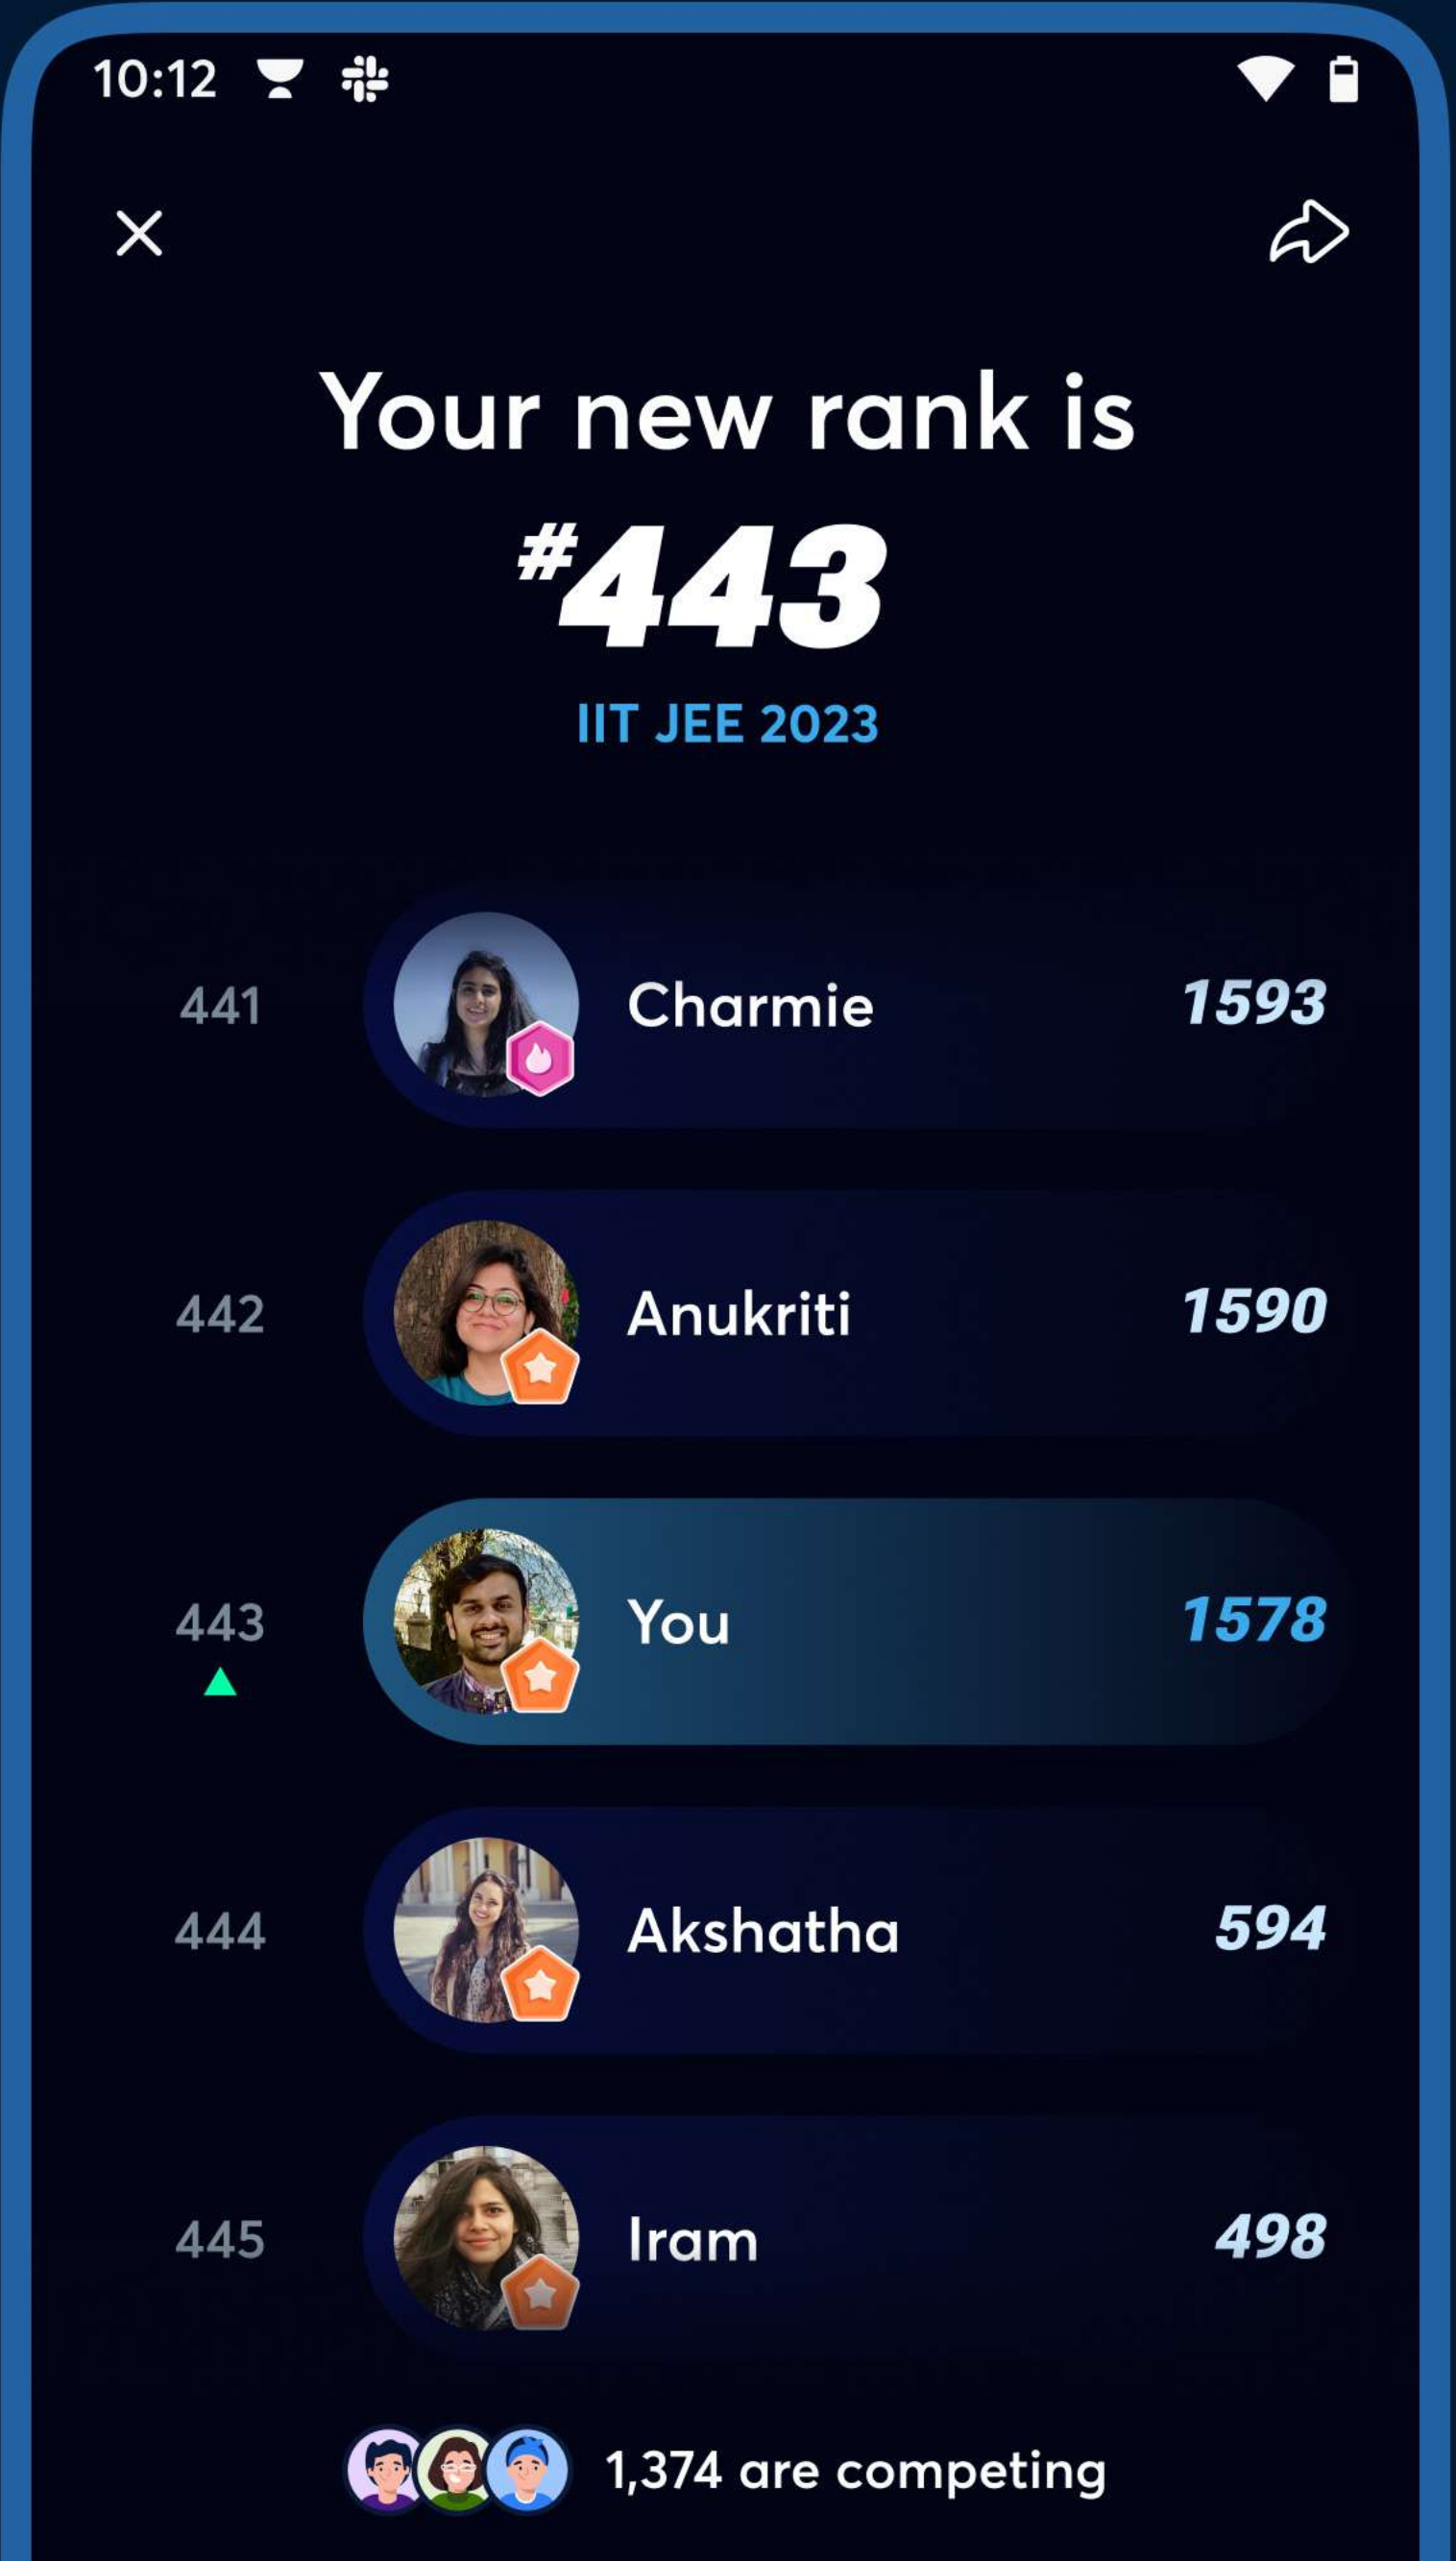 10:12
Your new rank is
#443
IIT JEE 2023
441 Charmie 1593
442 Anukriti 1590
443 You 1578
444 Akshatha 594
445 Iram 498
1,374 are competing